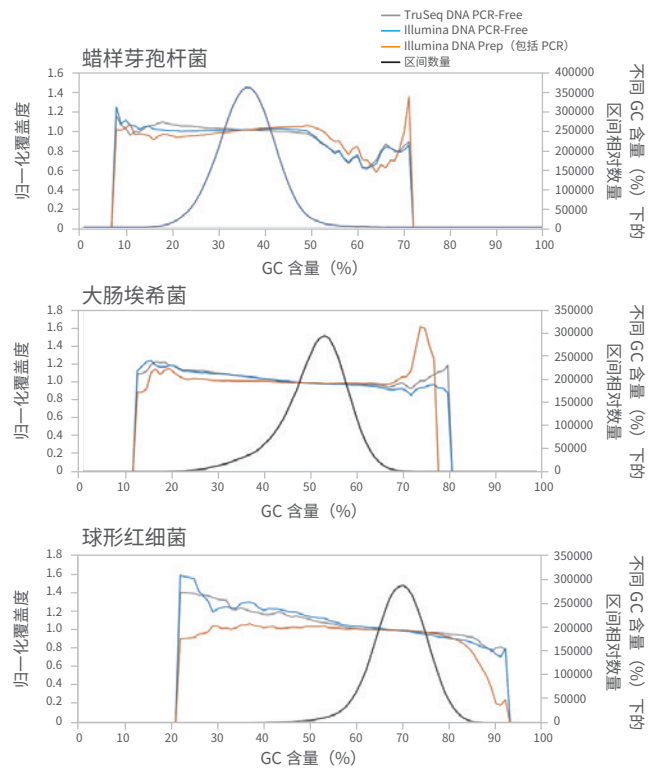 TruSeq DNA PCR-Free
Illumina DNA PCR-Free
Illumina DNA Prep（包括 PCR）
区间数量
蜡样芽孢杆菌
归一化覆盖度
1.6
1.4
1.2
1.0
0.8
0.6
0.4
0.2
0
400000
350000
300000
250000
200000
150000
100000
50000
0
不同 GC 含量（%）下的
区间相对数量
0 10 20 30 40 50 60 70 80 90 100
GC 含量（%）
大肠埃希菌
归一化覆盖度
1.8
1.6
1.4
1.2
1.0
0.8
0.6
0.4
0.2
0
350000
300000
250000
200000
150000
100000
50000
0
不同 GC 含量（%）下的
区间相对数量
0 10 20 30 40 50 60 70 80 90 100
GC 含量（%）
球形红细菌
归一化覆盖度
1.8
1.6
1.4
1.2
1.0
0.8
0.6
0.4
0.2
0
350000
300000
250000
200000
150000
100000
50000
0
不同 GC 含量（%）下的
区间相对数量
0 10 20 30 40 50 60 70 80 90 100
GC 含量（%）